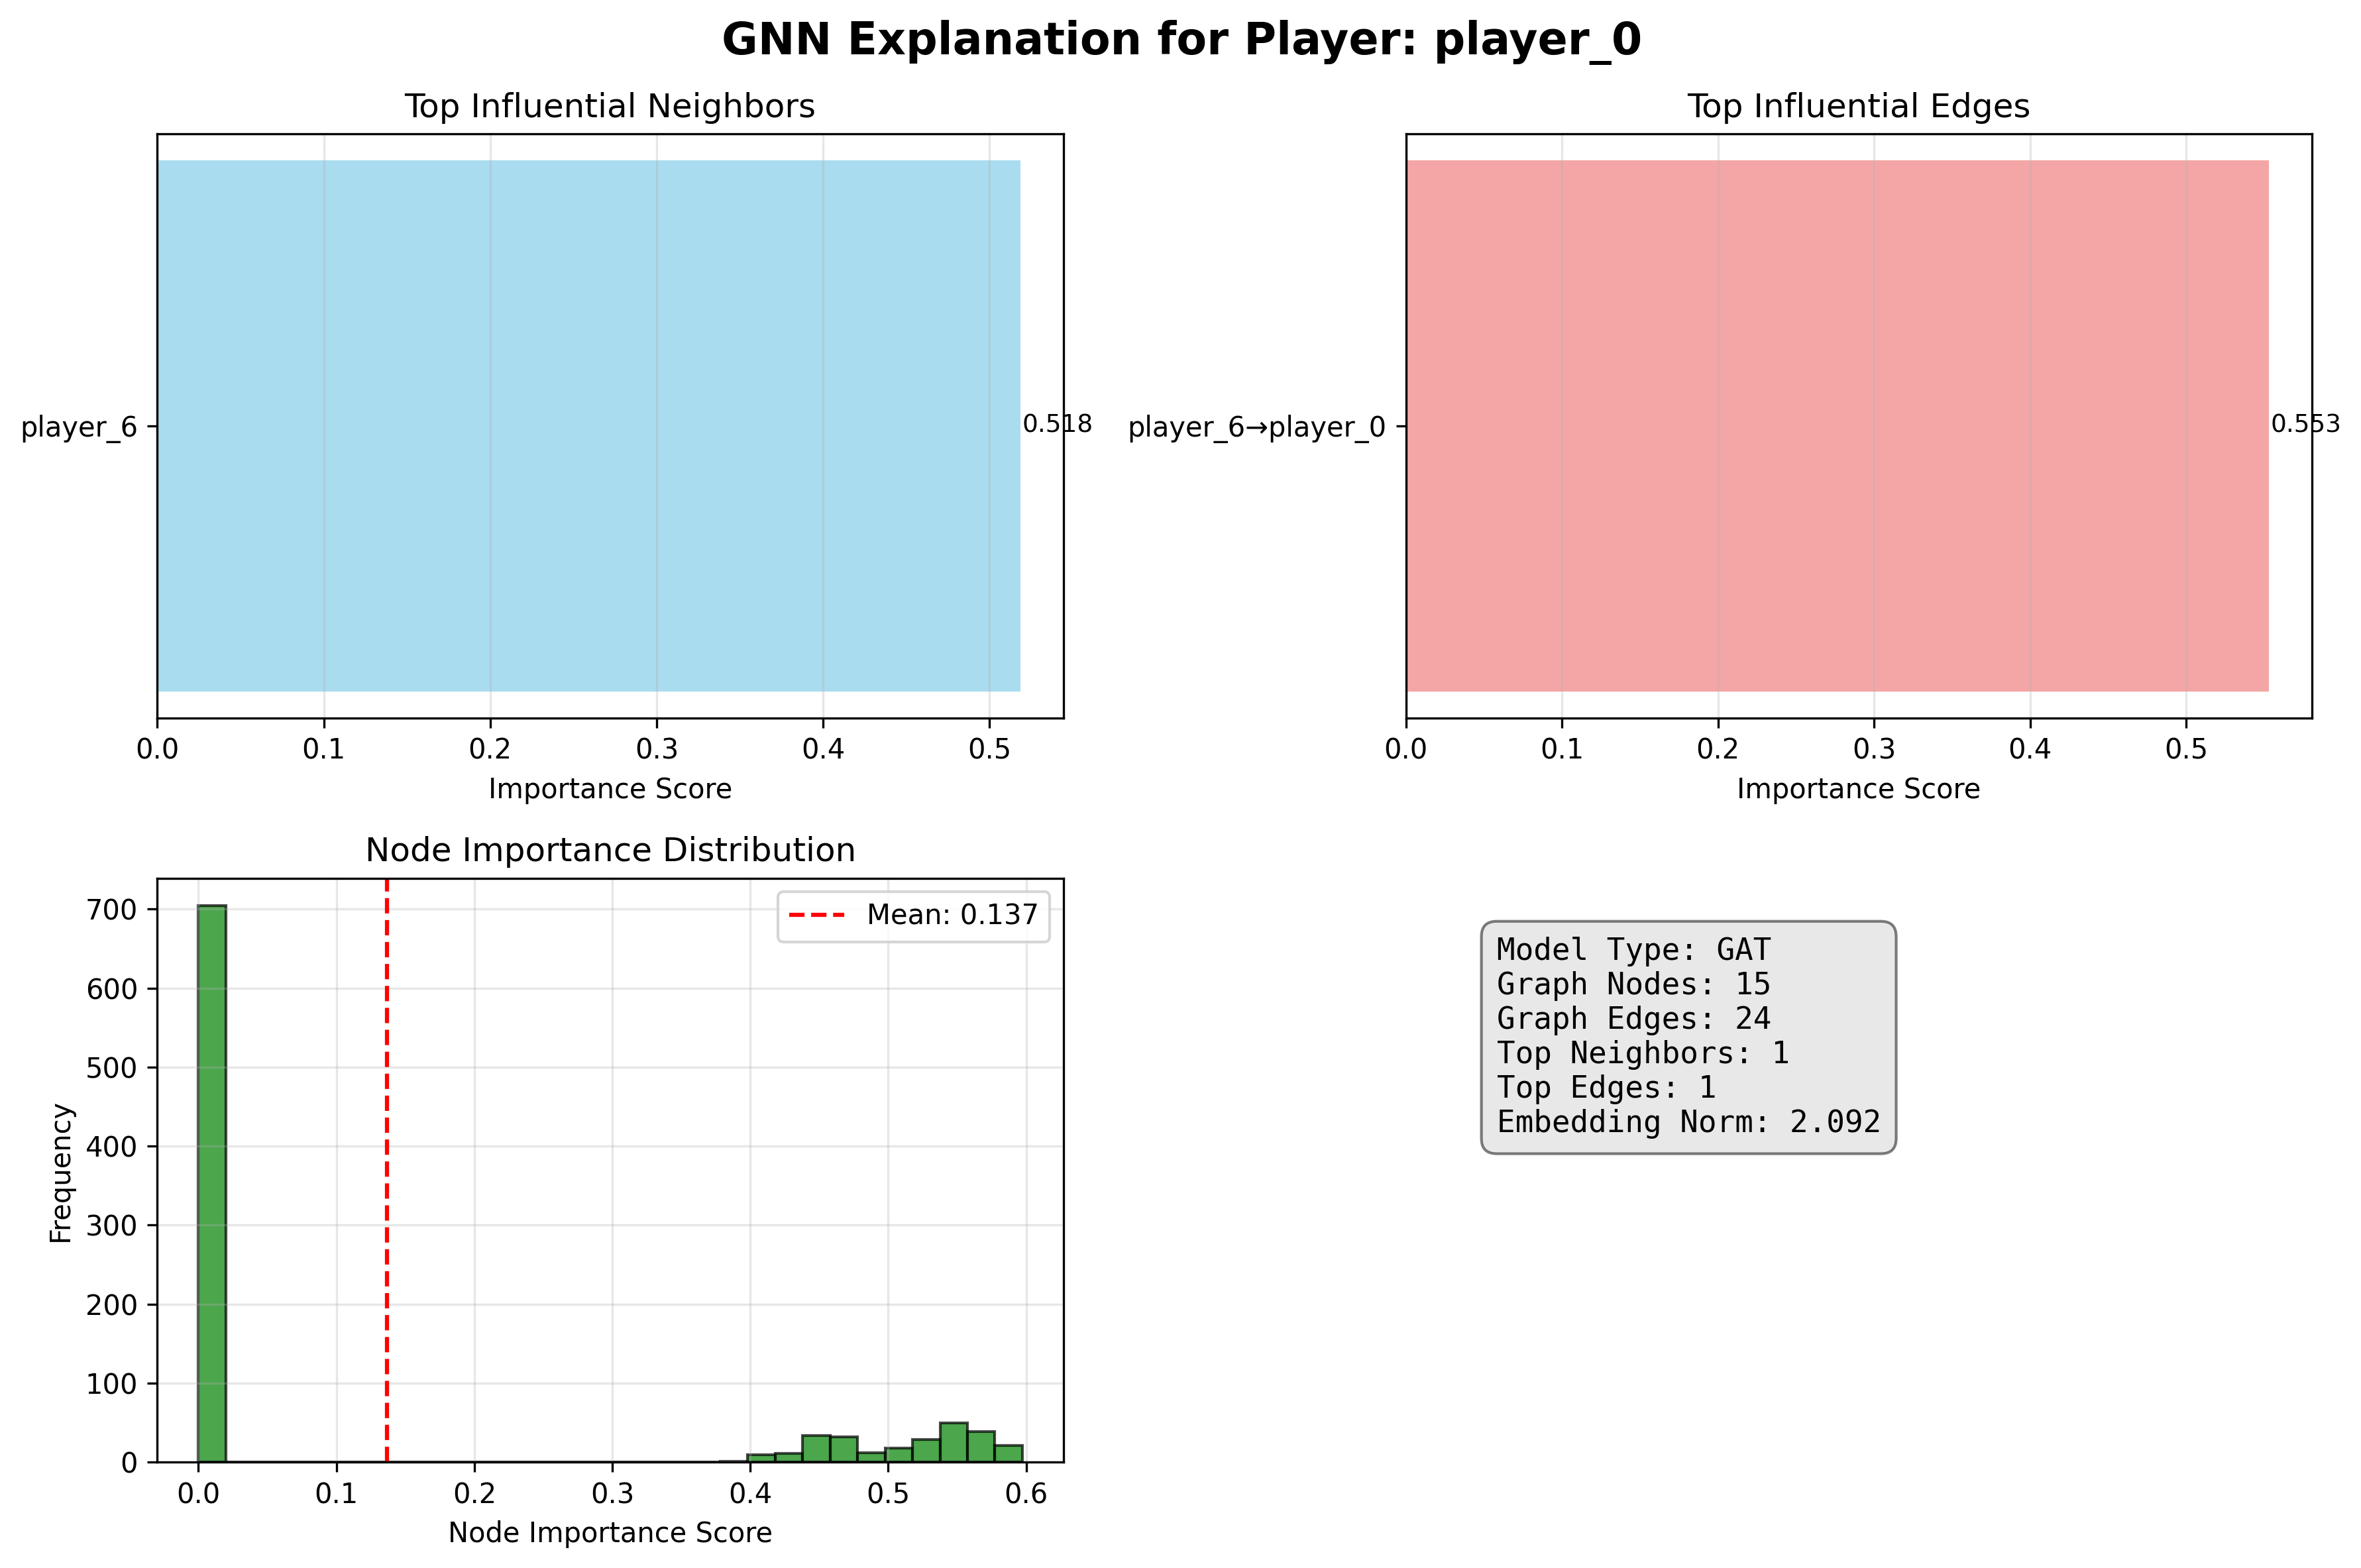 GNN Explanation for Player: player_0
Top Influential Neighbors
player_6
0.518
0.0 0.1 0.2 0.3 0.4 0.5
Importance Score
Top Influential Edges
player_6→player_0
0.553
0.0 0.1 0.2 0.3 0.4 0.5
Importance Score
Node Importance Distribution
Frequency
700
600
500
400
300
200
100
0
Mean: 0.137
0.0 0.1 0.2 0.3 0.4 0.5 0.6
Node Importance Score
Model Type: GAT
Graph Nodes: 15
Graph Edges: 24
Top Neighbors: 1
Top Edges: 1
Embedding Norm: 2.092